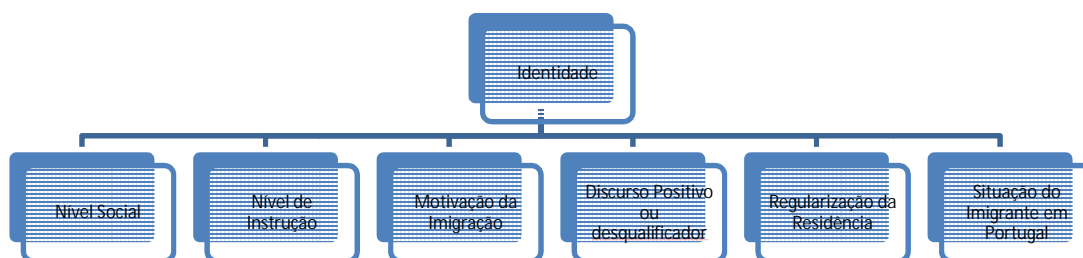 Identidade
Nivel Social
Nível de
Instrução
Motivação da
Imigração
Discurso Positivo
ou
desqualificador
Regularização da
Residência
Situação do
Imigrante em
Portugal